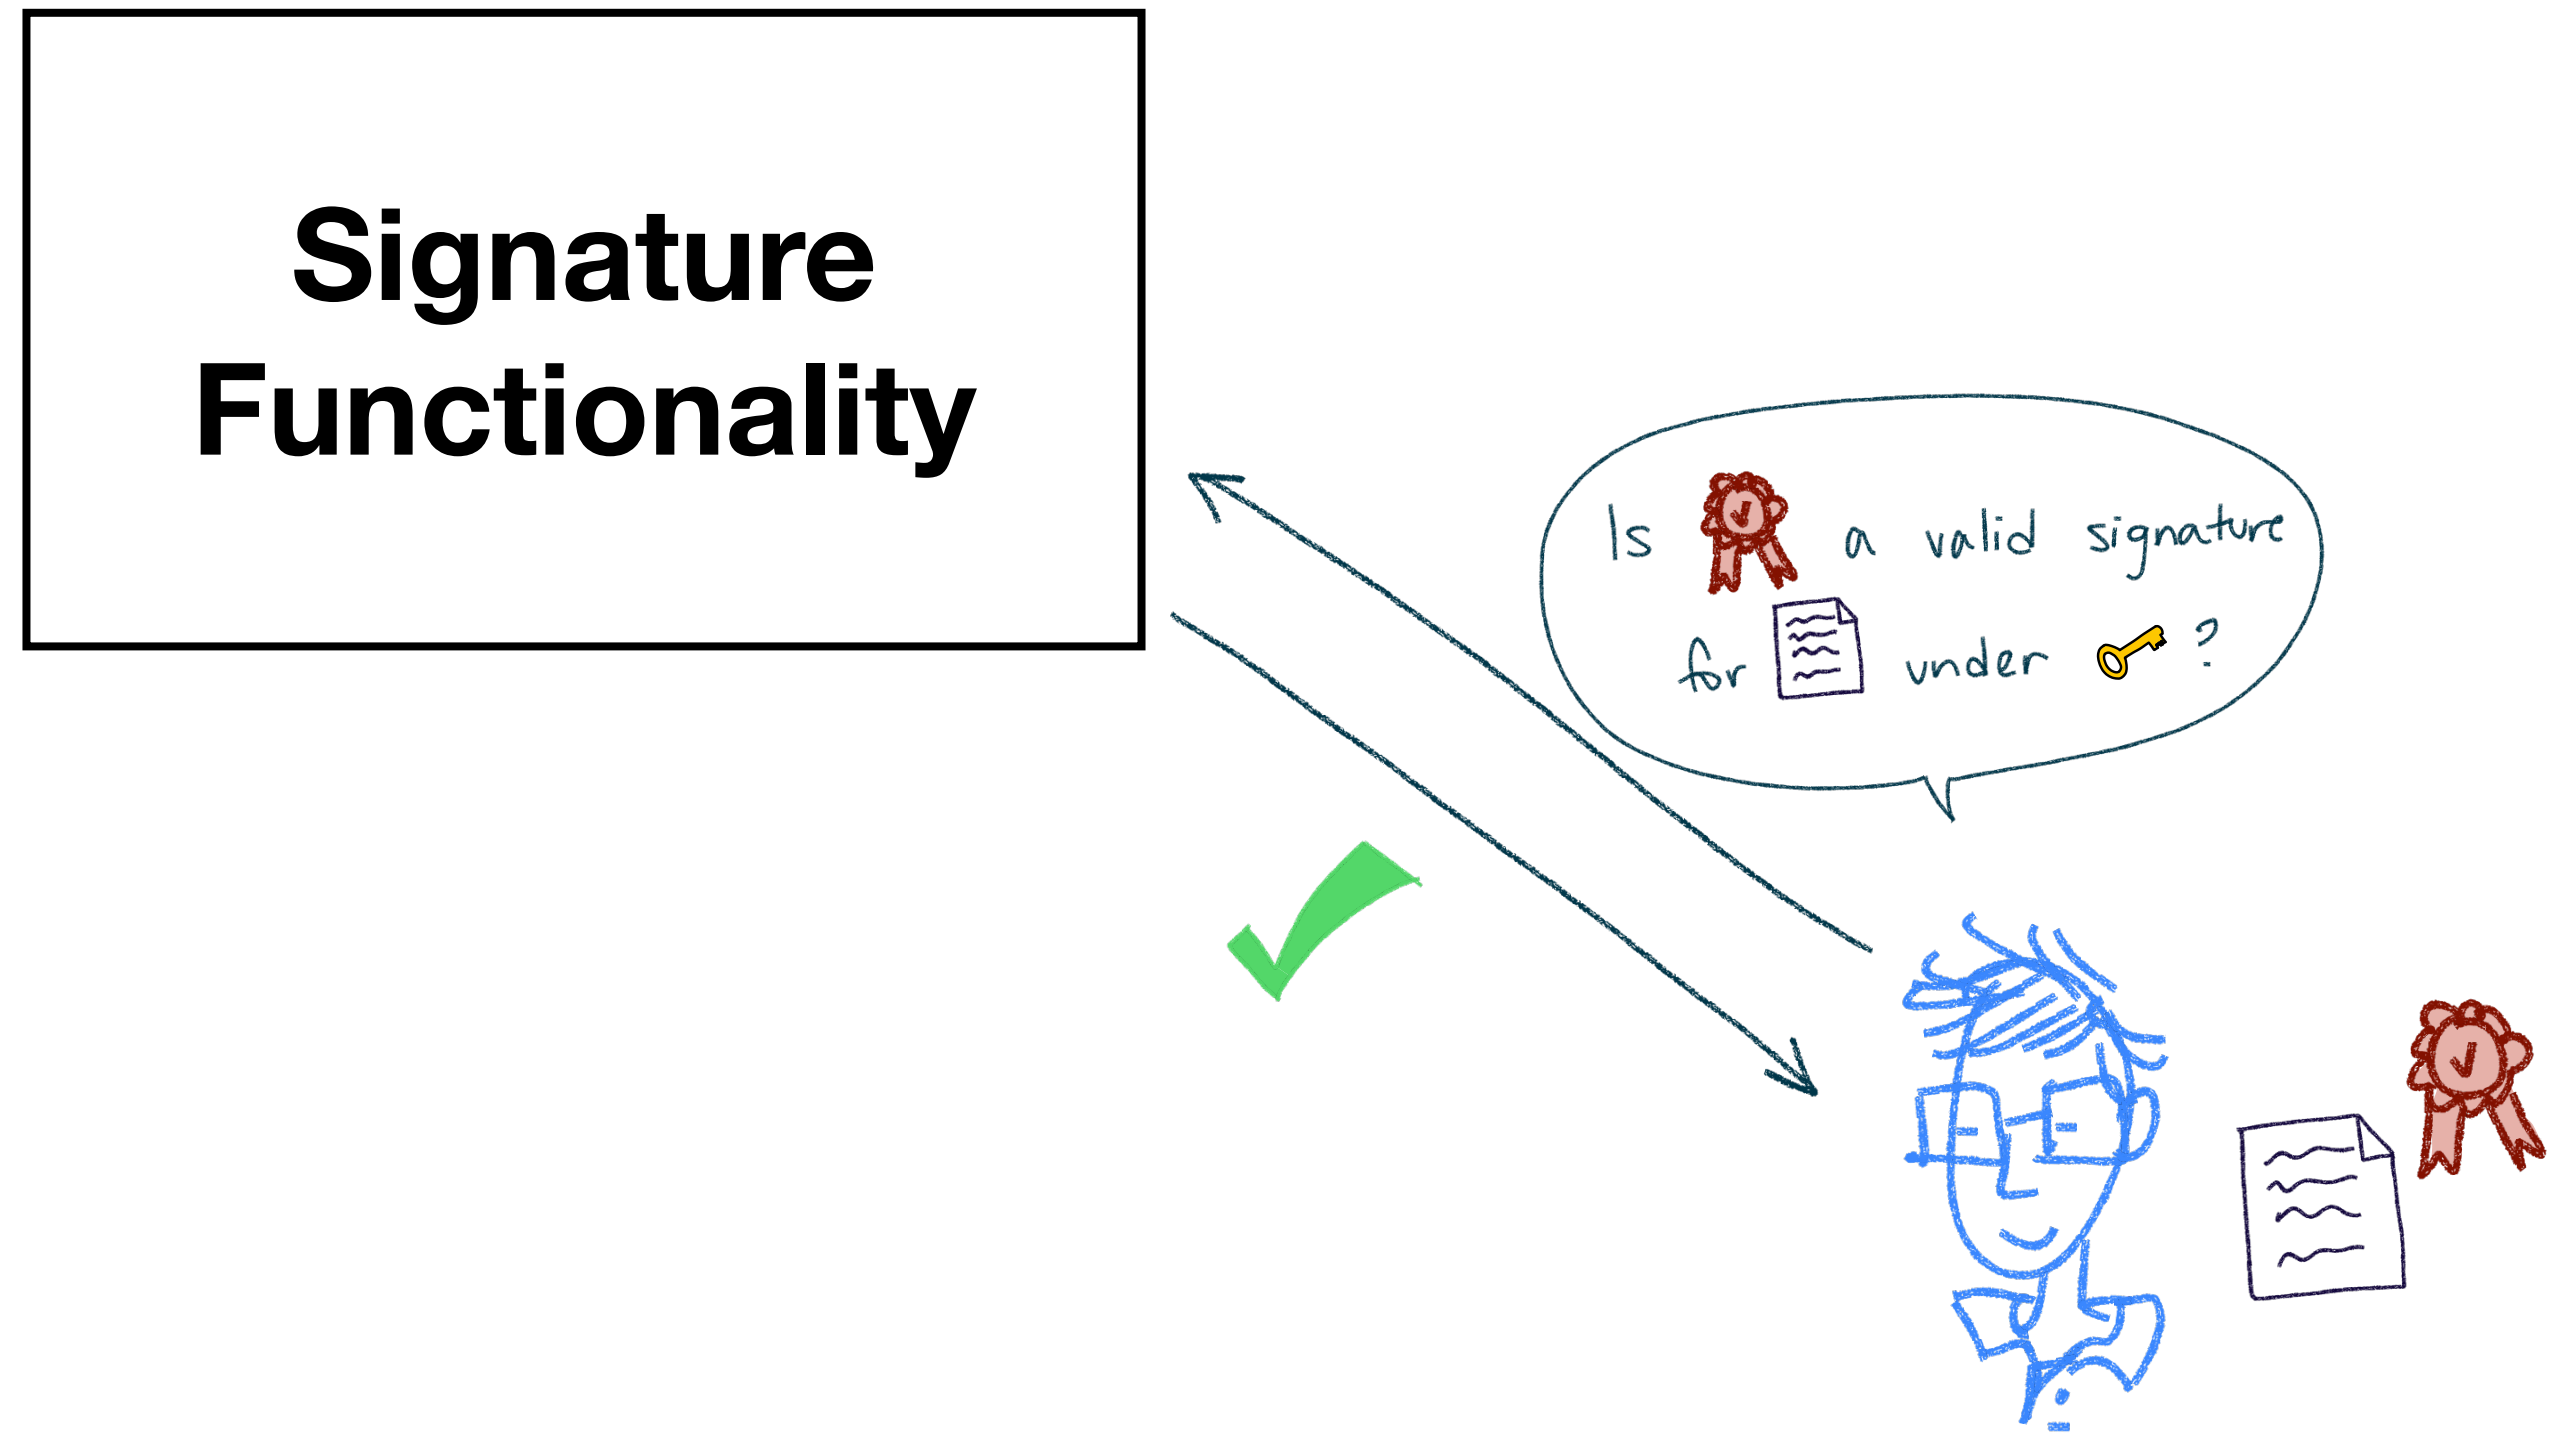 Signature
Functionality
Is a valid signature
for under ?